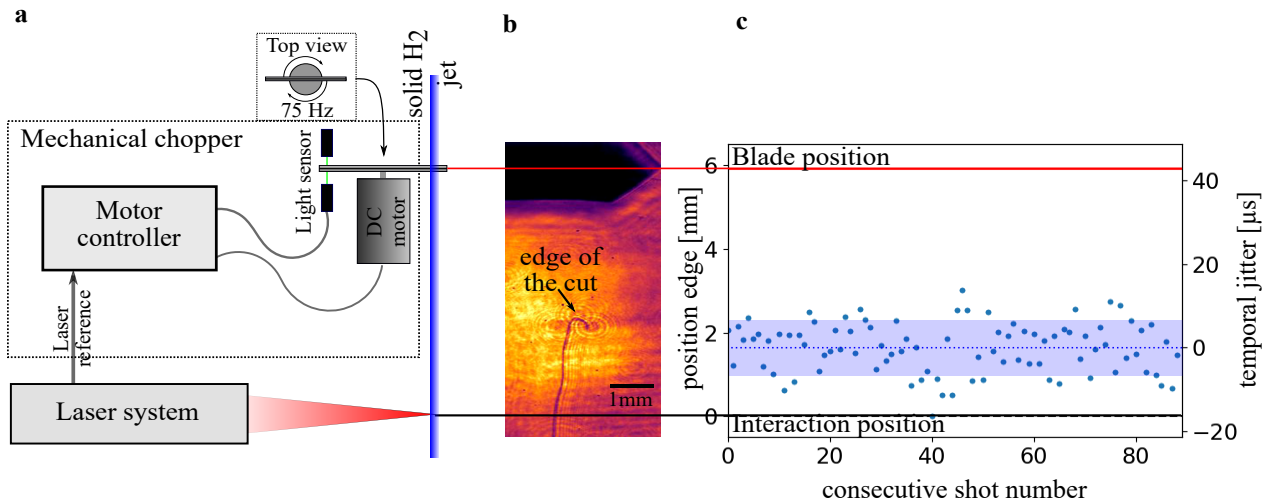 a
b
c
Top view
75 Hz
solid H2
jet
Mechanical chopper
Light sensor
Motor
controller
DC
motor
Laser
reference
Laser system
edge of
the cut
1mm
Blade position
Interaction position
position edge [mm]
6
4
2
0
temporal jitter [μs]
40
20
0
−20
0
20
40
60
80
consecutive shot number